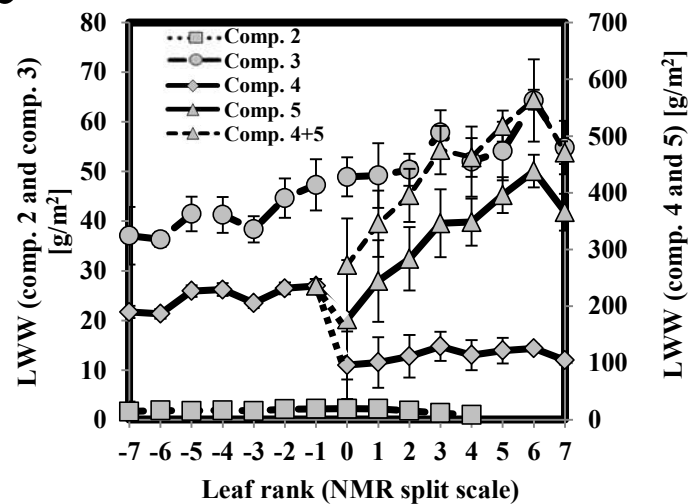 80
70
60
50
40
30
20
10
0
LWW (comp. 2 and comp. 3)
[g/m²]
Comp. 2
Comp. 3
Comp. 4
Comp. 5
Comp. 4+5
700
600
500
400
300
200
100
0
LWW (comp. 4 and 5) [g/m²]
-7 -6 -5 -4 -3 -2 -1 0 1 2 3 4 5 6 7
Leaf rank (NMR split scale)